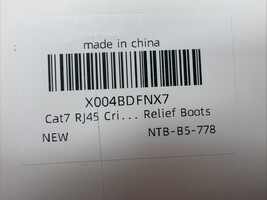 made in china
X004BDFNX7
Cat7 RJ45 Cri... Relief Boots
NEW NTB-B5-778